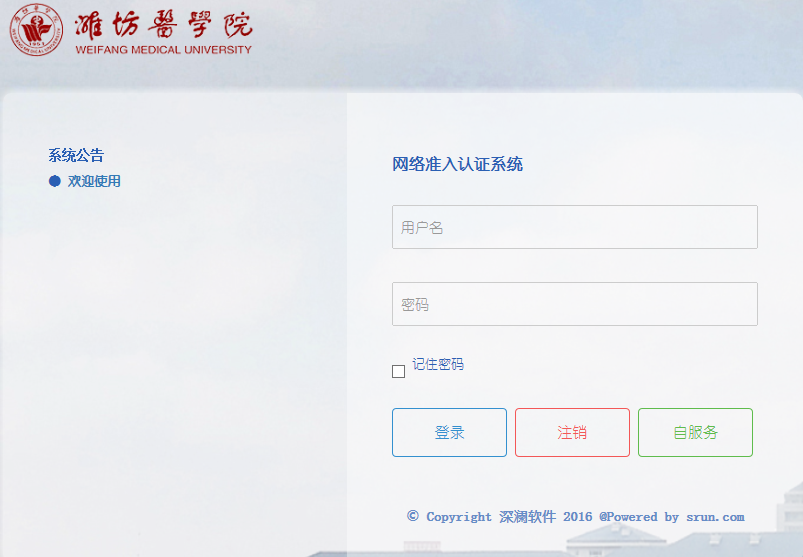 濰坊醫學院
WEIFANG MEDICAL UNIVERSITY
系统公告
欢迎使用
网络准入认证系统
用户名
密码
记住密码
登录
注销
自服务
© Copyright 深澜软件 2016 @Powered by srun.com